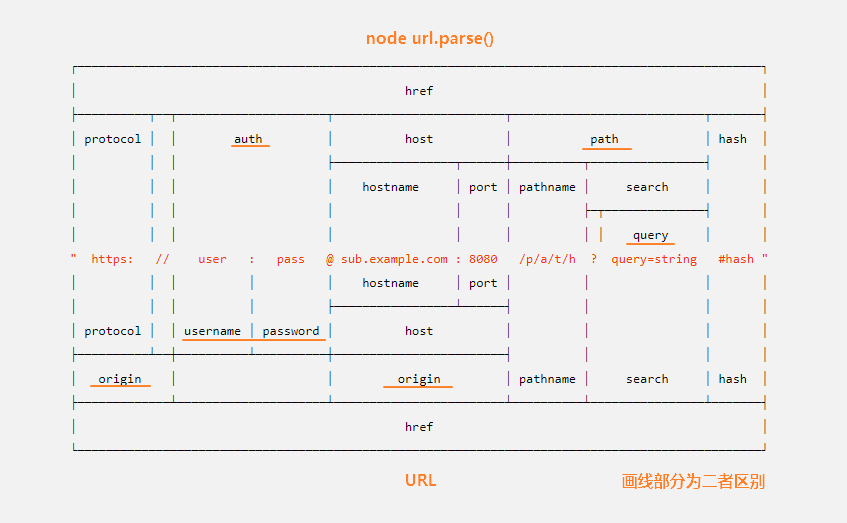 node url.parse()
href
protocol auth host path hash
hostname port pathname search
query
" https: // user : pass @ sub.example.com : 8080 /p/a/t/h ? query=string #hash "
hostname port
protocol username password host
origin origin pathname search hash
href
URL 画线部分为二者区别